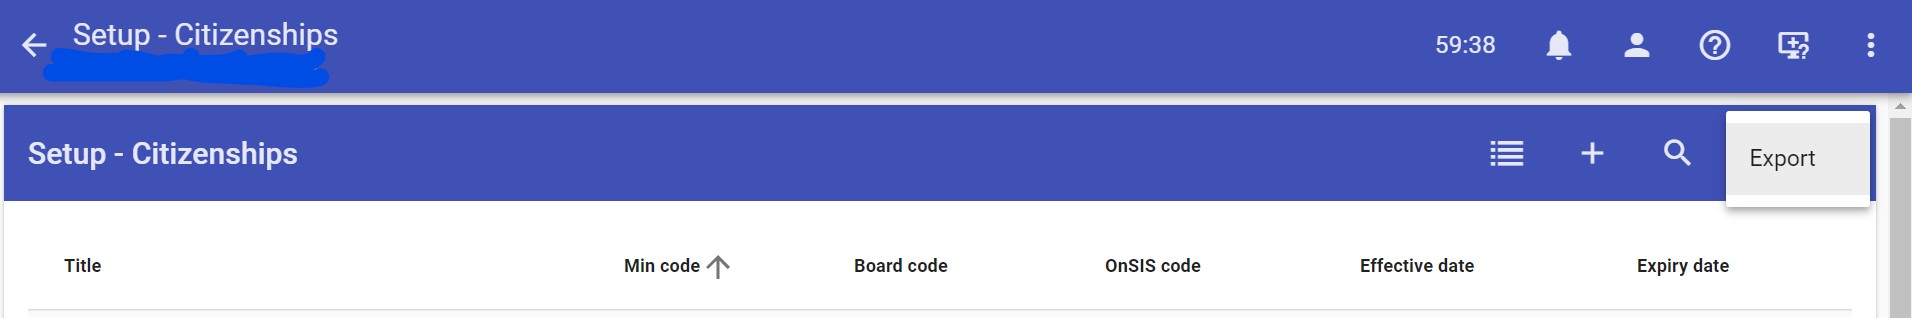 Setup - Citizenships
59:38
Setup - Citizenships
Export
Title Min code Board code OnSIS code Effective date Expiry date